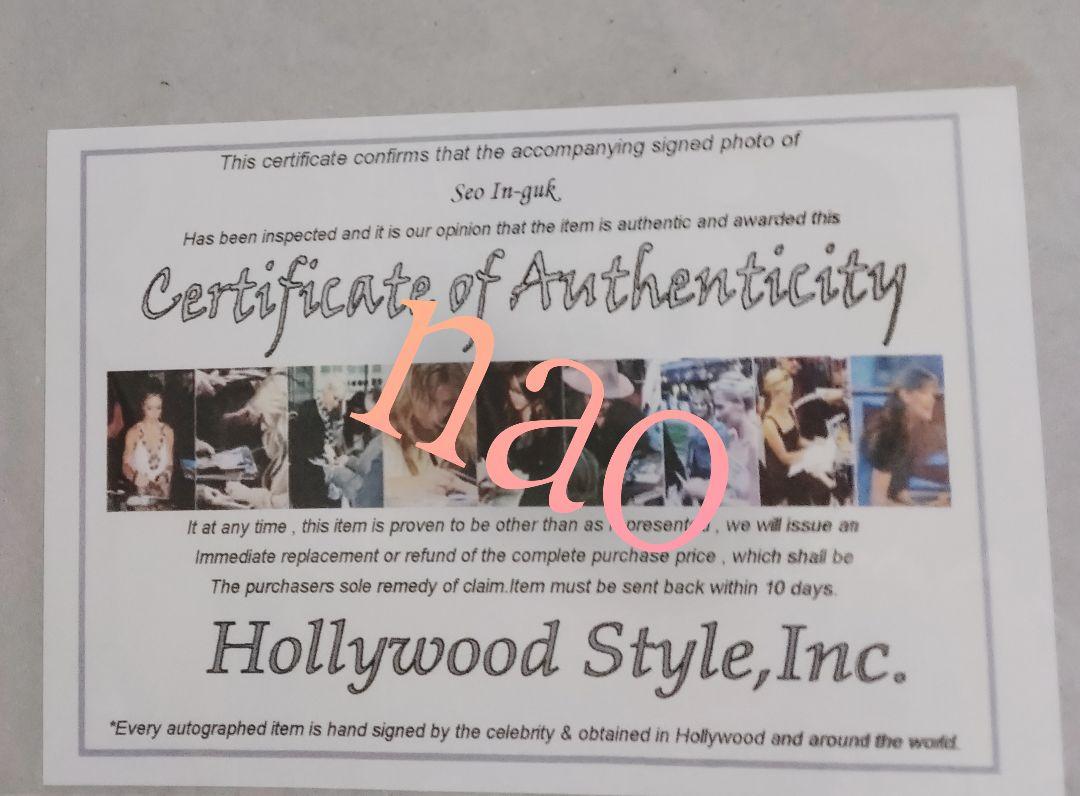 This certificate confirms that the accompanying signed photo of
Seo In-guk
Has been inspected and it is our opinion that the item is authentic and awarded this
Certificate of Authenticity
nao
It at any time , this item is proven to be other than as , we will issue an
Immediate replacement or refund of the complete purchase price , which shall be
The purchasers sole remedy of claim.Item must be sent back within 10 days.
Hollywood Style,Inc.
*Every autographed item is hand signed by the celebrity & obtained in Hollywood and around the world.